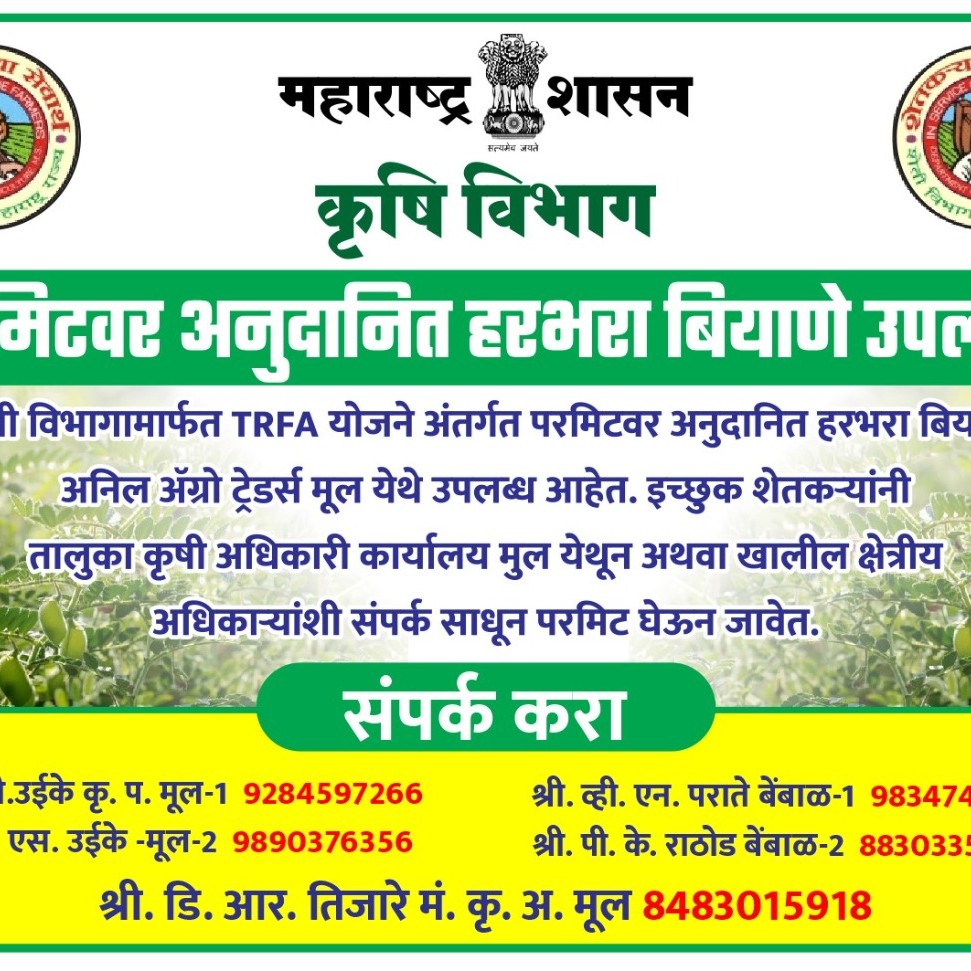 महाराष्ट्र शासन
सत्यमेव जयते
कृषि विभाग
अनुदानित हरभरा बियाणे
विभागामार्फत TRFA योजने अंतर्गत परमिटवर अनुदानित हरभरा
अनिल ॲग्रो ट्रेडर्स मूल येथे उपलब्ध आहेत. इच्छुक शेतकऱ्यांनी
तालुका कृषी अधिकारी कार्यालय मुल येथून अथवा खालील क्षेत्रीय
अधिकाऱ्यांशी संपर्क साधून परमिट घेऊन जावेत.
संपर्क करा
उईके कृ. प. मूल-1 9284597266
श्री. व्ही. एन. पराते बेंबाळ-1 98347
एस. उईके -मूल-2 9890376356
श्री. पी. के. राठोड बेंबाळ-2 883033
श्री. डि. आर. तिजारे मं. कृ. अ. मूल 8483015918